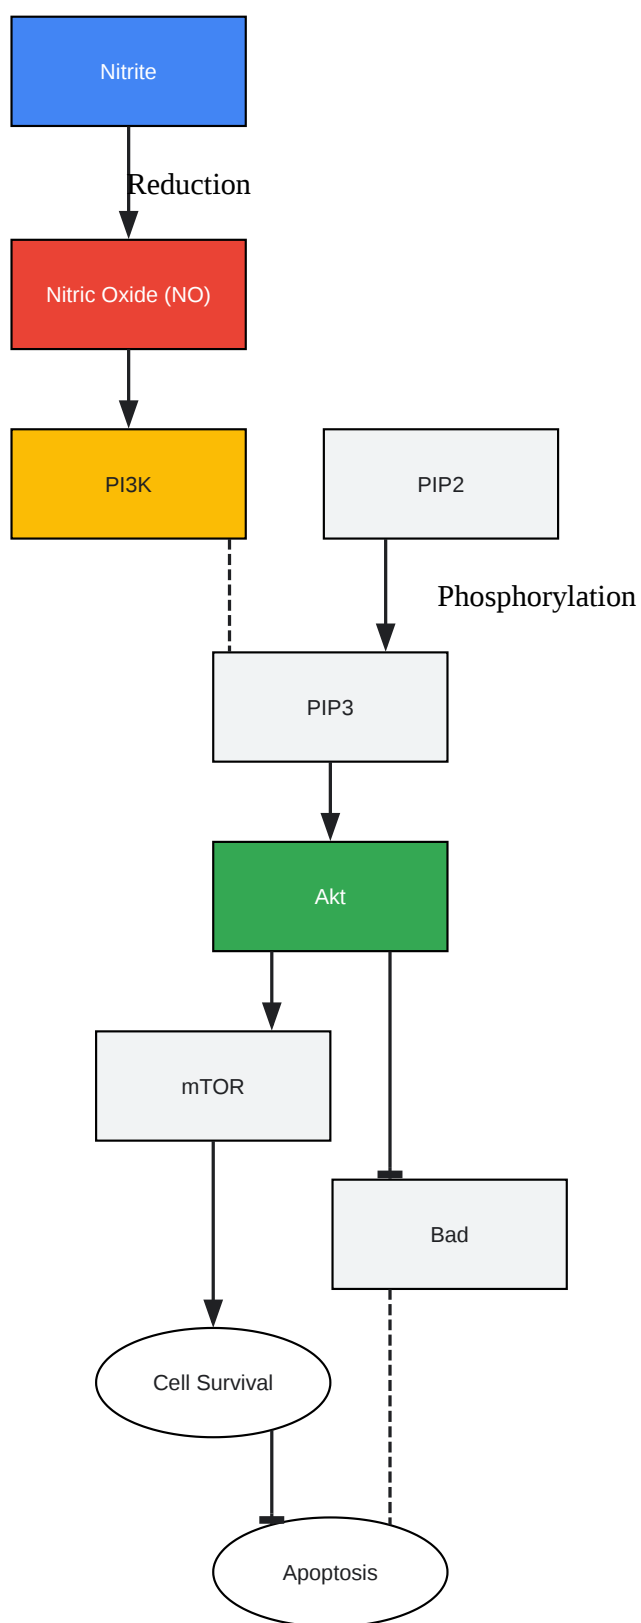 Nitrite
Reduction
Nitric Oxide (NO)
PI3K
PIP2
Phosphorylation
PIP3
Akt
mTOR
Bad
Cell Survival
Apoptosis